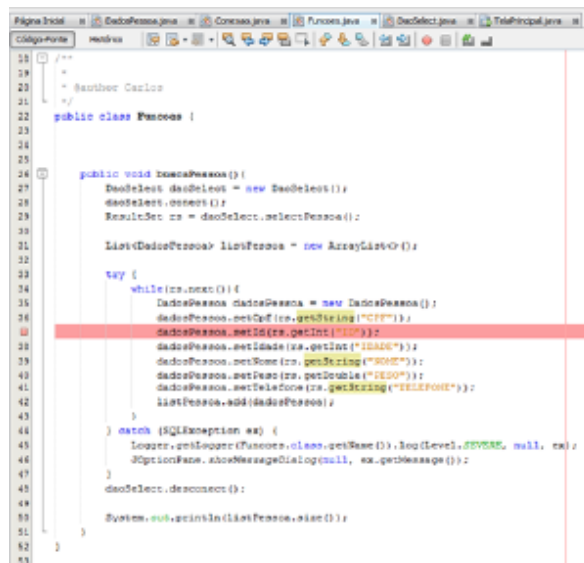 Página Inicial DadosPessoa.java Conexao.java Funcoes.java DaoSelect.java TelaPrincipal.java
Código-Fonte Histórico
18 /**
19 *
20 * @author Carlos
21 */
22 public class Funcoes {
23
24
25
26 public void buscaPessoa(){
27 DaoSelect daoSelect = new DaoSelect();
28 daoSelect.conect();
29 ResultSet rs = daoSelect.selectPessoa();
30
31 List<DadosPessoa> listPessoa = new ArrayList<>();
32
33 try {
34 while(rs.next()){
35 DadosPessoa dadosPessoa = new DadosPessoa();
36 dadosPessoa.setCpf(rs.getString("CPF"));
dadosPessoa.setId(rs.getInt("ID"));
38 dadosPessoa.setIdade(rs.getInt("IDADE"));
39 dadosPessoa.setNome(rs.getString("NOME"));
40 dadosPessoa.setPeso(rs.getDouble("PESO"));
41 dadosPessoa.setTelefone(rs.getString("TELEFONE"));
42 listPessoa.add(dadosPessoa);
43 }
44 } catch (SQLException ex) {
45 Logger.getLogger(Funcoes.class.getName()).log(Level.SEVERE, null, ex);
46 JOptionPane.showMessageDialog(null, ex.getMessage());
47 }
48 daoSelect.desconect();
49
50 System.out.println(listPessoa.size());
51 }
52 }
53